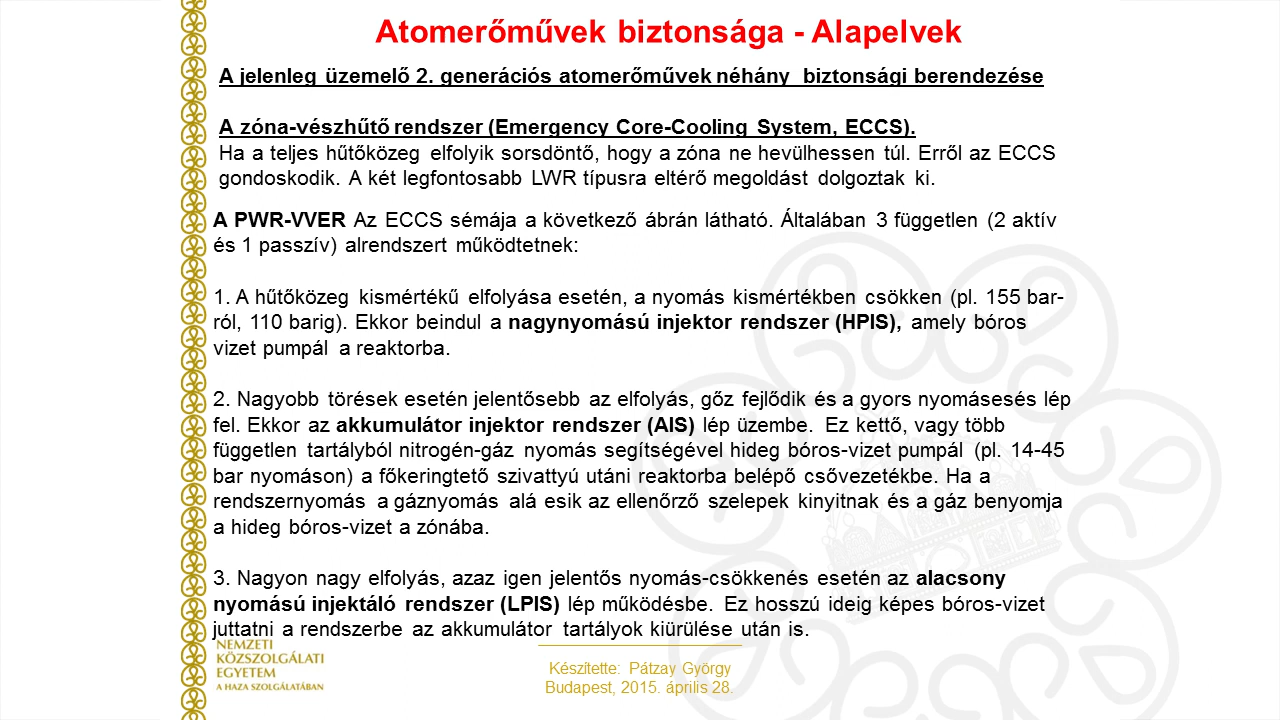 Atomerőművek biztonsága - Alapelvek
A jelenleg üzemelő 2. generációs atomerőművek néhány biztonsági berendezése
A zóna-vészhűtő rendszer (Emergency Core-Cooling System, ECCS).
Ha a teljes hűtőközeg elfolyik sorsdöntő, hogy a zóna ne hevülhessen túl. Erről az ECCS
gondoskodik. A két legfontosabb LWR típusra eltérő megoldást dolgoztak ki.
A PWR-VVER Az ECCS sémája a következő ábrán látható. Általában 3 független (2 aktív
és 1 passzív) alrendszert működtetnek:
1. A hűtőközeg kismértékű elfolyása esetén, a nyomás kismértékben csökken (pl. 155 bar-
ról, 110 barig). Ekkor beindul a nagynyomású injektor rendszer (HPIS), amely bóros
vizet pumpál a reaktorba.
2. Nagyobb törések esetén jelentősebb az elfolyás, gőz fejlődik és a gyors nyomásesés lép
fel. Ekkor az akkumulátor injektor rendszer (AIS) lép üzembe. Ez kettő, vagy több
független tartályból nitrogén-gáz nyomás segítségével hideg bóros-vizet pumpál (pl. 14-45
bar nyomáson) a főkeringtető szivattyú utáni reaktorba belépő csővezetékbe. Ha a
rendszernyomás a gáznyomás alá esik az ellenőrző szelepek kinyitnak és a gáz benyomja
a hideg bóros-vizet a zónába.
3. Nagyon nagy elfolyás, azaz igen jelentős nyomás-csökkenés esetén az alacsony
nyomású injektáló rendszer (LPIS) lép működésbe. Ez hosszú ideig képes bóros-vizet
juttatni a rendszerbe az akkumulátor tartályok kiürülése után is.
NEMZETI
KÖZSZOLGÁLATI
EGYETEM
A HAZA SZOLGÁLATÁBAN
Készítette: Pátzay György
Budapest, 2015. április 28.